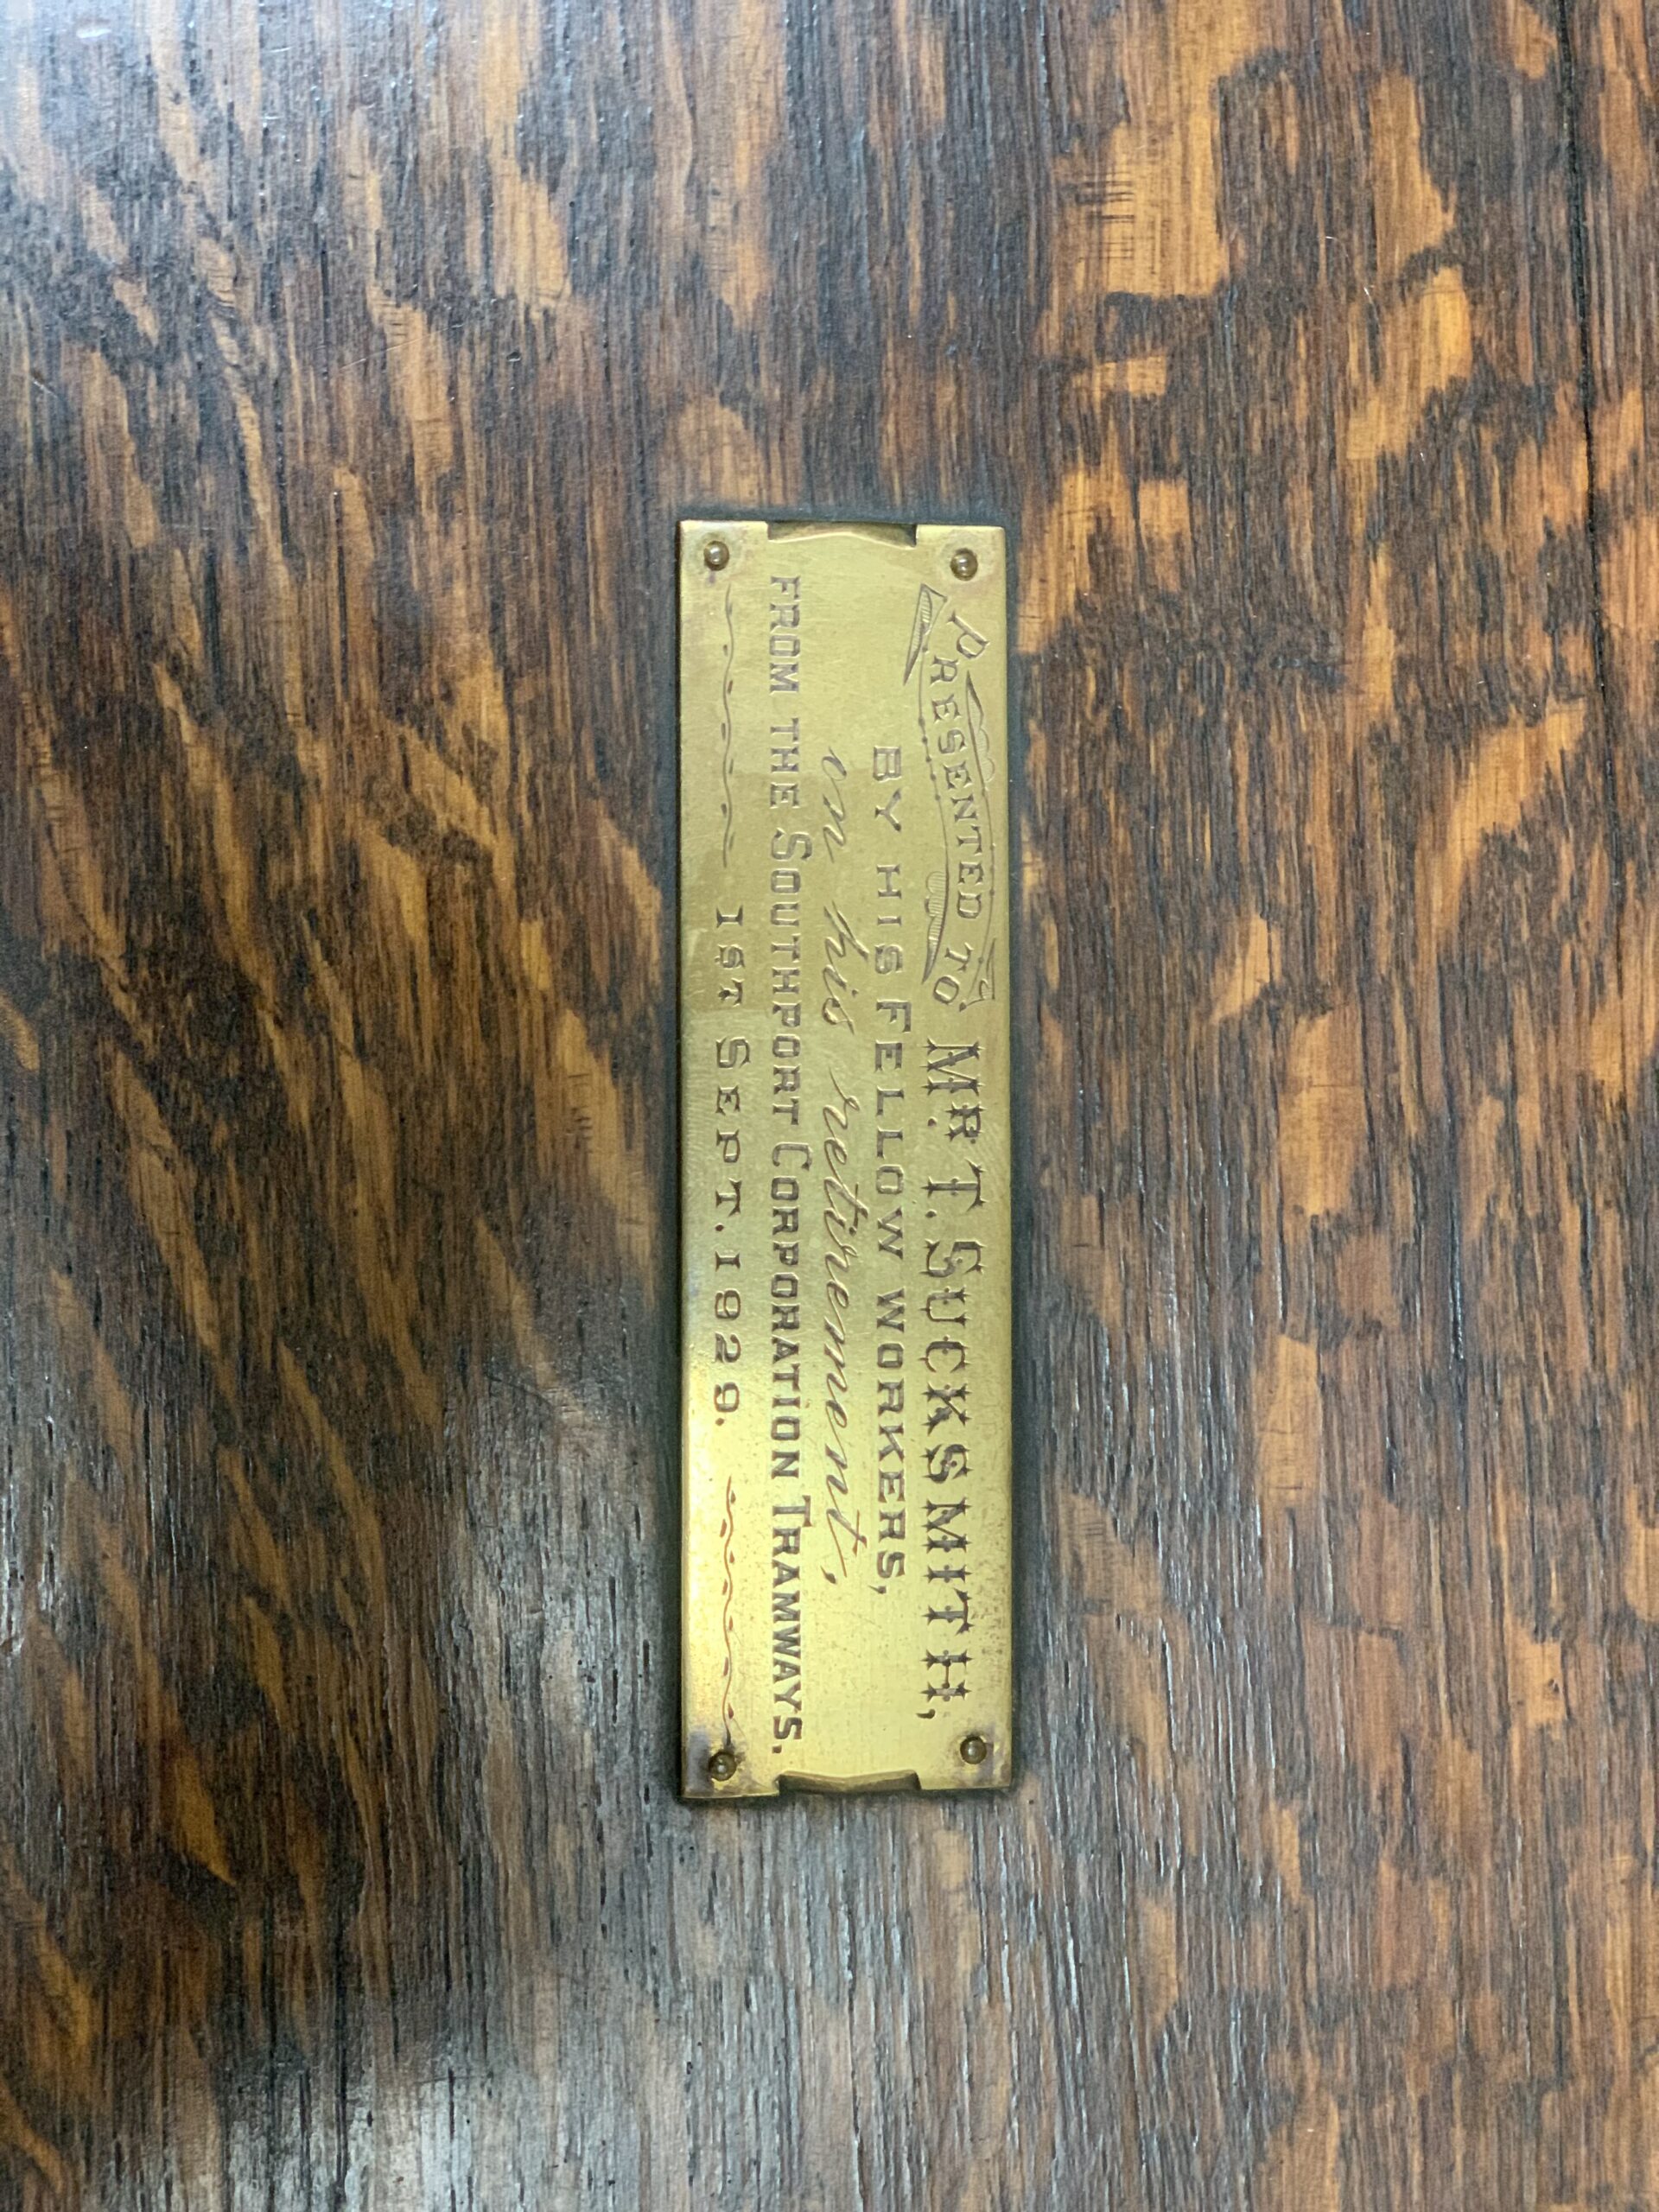 PRESENTED TO MR. T. SUCKSMITH,
BY HIS FELLOW WORKERS,
on his retirement,
FROM THE SOUTHPORT CORPORATION TRAMWAYS.
1ST SEPT. 1929.